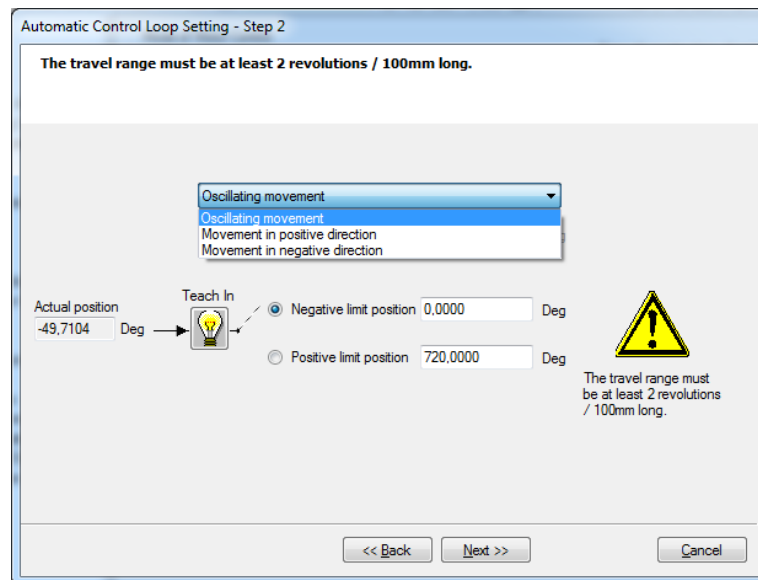 Automatic Control Loop Setting - Step 2
The travel range must be at least 2 revolutions / 100mm long.
Oscillating movement
Oscillating movement
Movement in positive direction
Movement in negative direction
Actual position
-49,7104 Deg
Teach In
Negative limit position 0,0000 Deg
Positive limit position 720,0000 Deg
The travel range must
be at least 2 revolutions
/ 100mm long.
<< Back Next >> Cancel